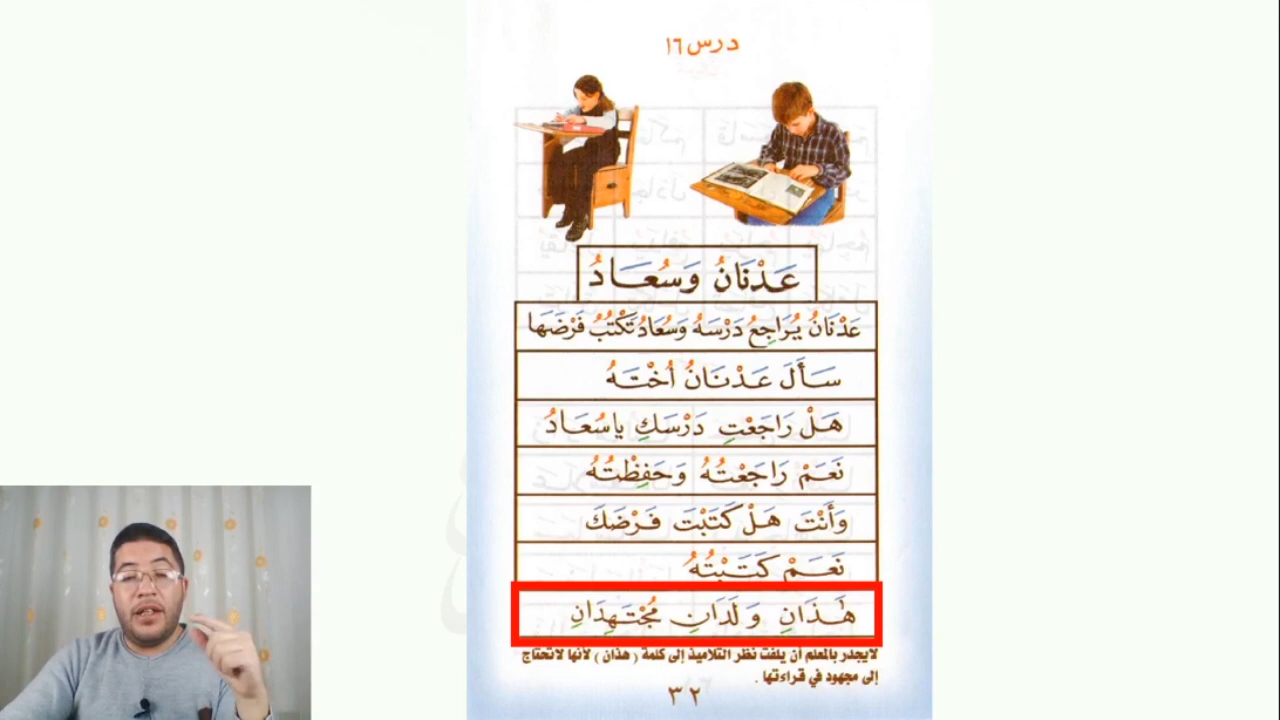 درس ١٦
عَدْنَانُ وَسُعَادُ
عَدْنَانُ يُرَاجِعُ دَرْسَهُ وَسُعَادُ تَكْتُبُ فَرْضَهَا
سَأَلَ عَدْنَانُ اُخْتَهُ
هَلْ رَاجَعْتِ دَرْسَكِ يَاسُعَادُ
نَعَمْ رَاجَعْتُهُ وَحَفِظْتُهُ
وَأَنْتَ هَلْ كَتَبْتَ فَرْضَكَ
نَعَمْ كَتَبْتُهُ
هَٰذَانِ وَلَدَانِ مُجْتَهِدَانِ
لايجدر بالمعلم أن يلفت نظر التلاميذ إلى كلمة ( هذان ) لأنها لاتحتاج
إلى مجهود في قراءتها .
٣٢